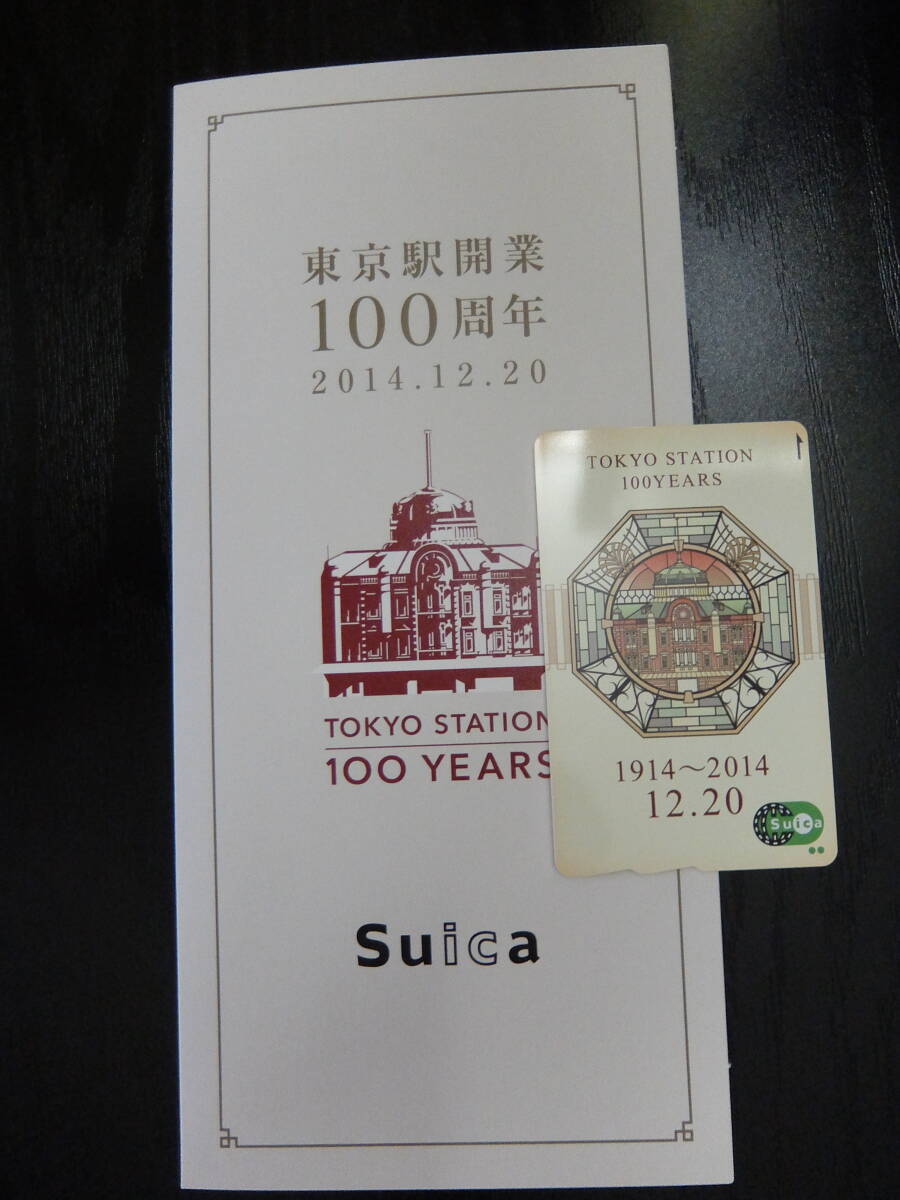 東京駅開業
100周年
2014.12.20
TOKYO STATION
100 YEARS
Suica
TOKYO STATION
100YEARS
1914～2014
12.20
Suica